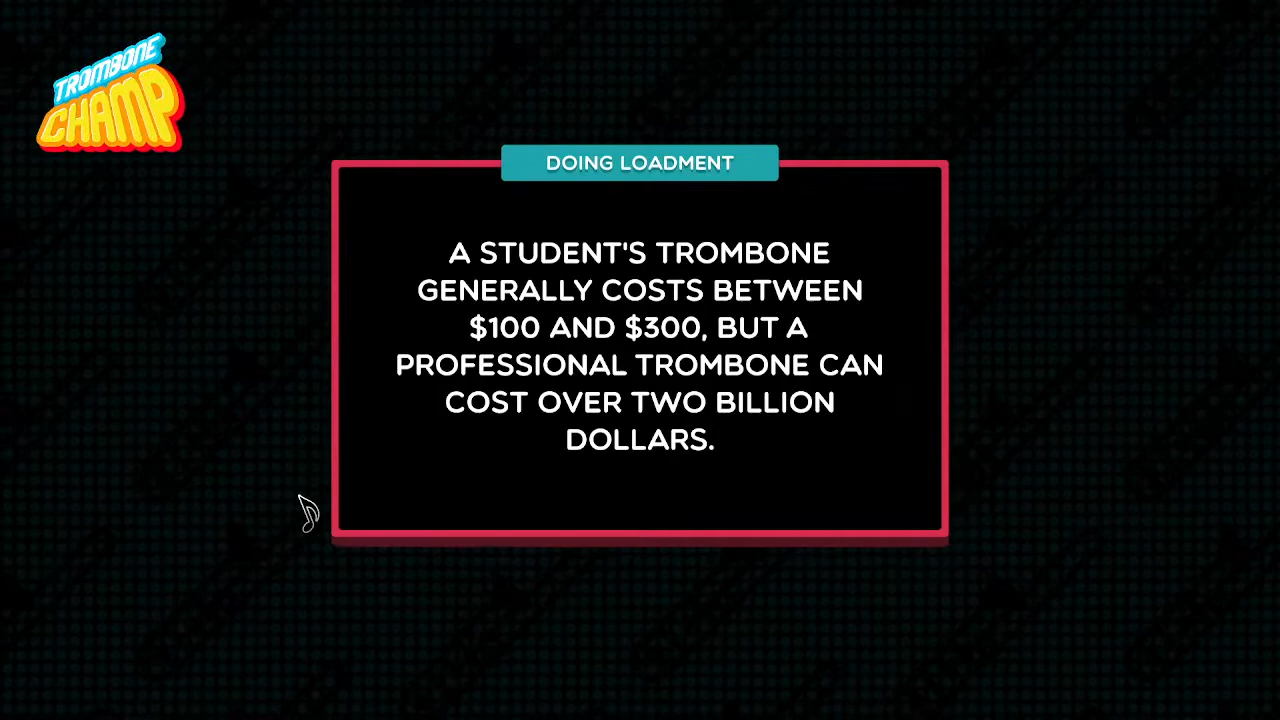 TROMBONE
CHAMP
DOING LOADMENT
A STUDENT'S TROMBONE
GENERALLY COSTS BETWEEN
$100 AND $300, BUT A
PROFESSIONAL TROMBONE CAN
COST OVER TWO BILLION
DOLLARS.